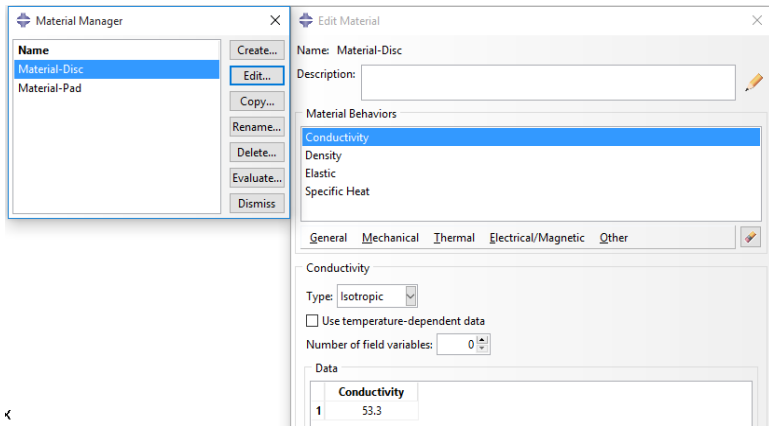 Material Manager
Name
Material-Disc
Material-Pad
Create...
Edit...
Copy...
Rename...
Delete...
Evaluate...
Dismiss
Edit Material
Name: Material-Disc
Description:
Material Behaviors
Conductivity
Density
Elastic
Specific Heat
General Mechanical Thermal Electrical/Magnetic Other
Conductivity
Type: Isotropic
Use temperature-dependent data
Number of field variables: 0
Data
Conductivity
1 53.3